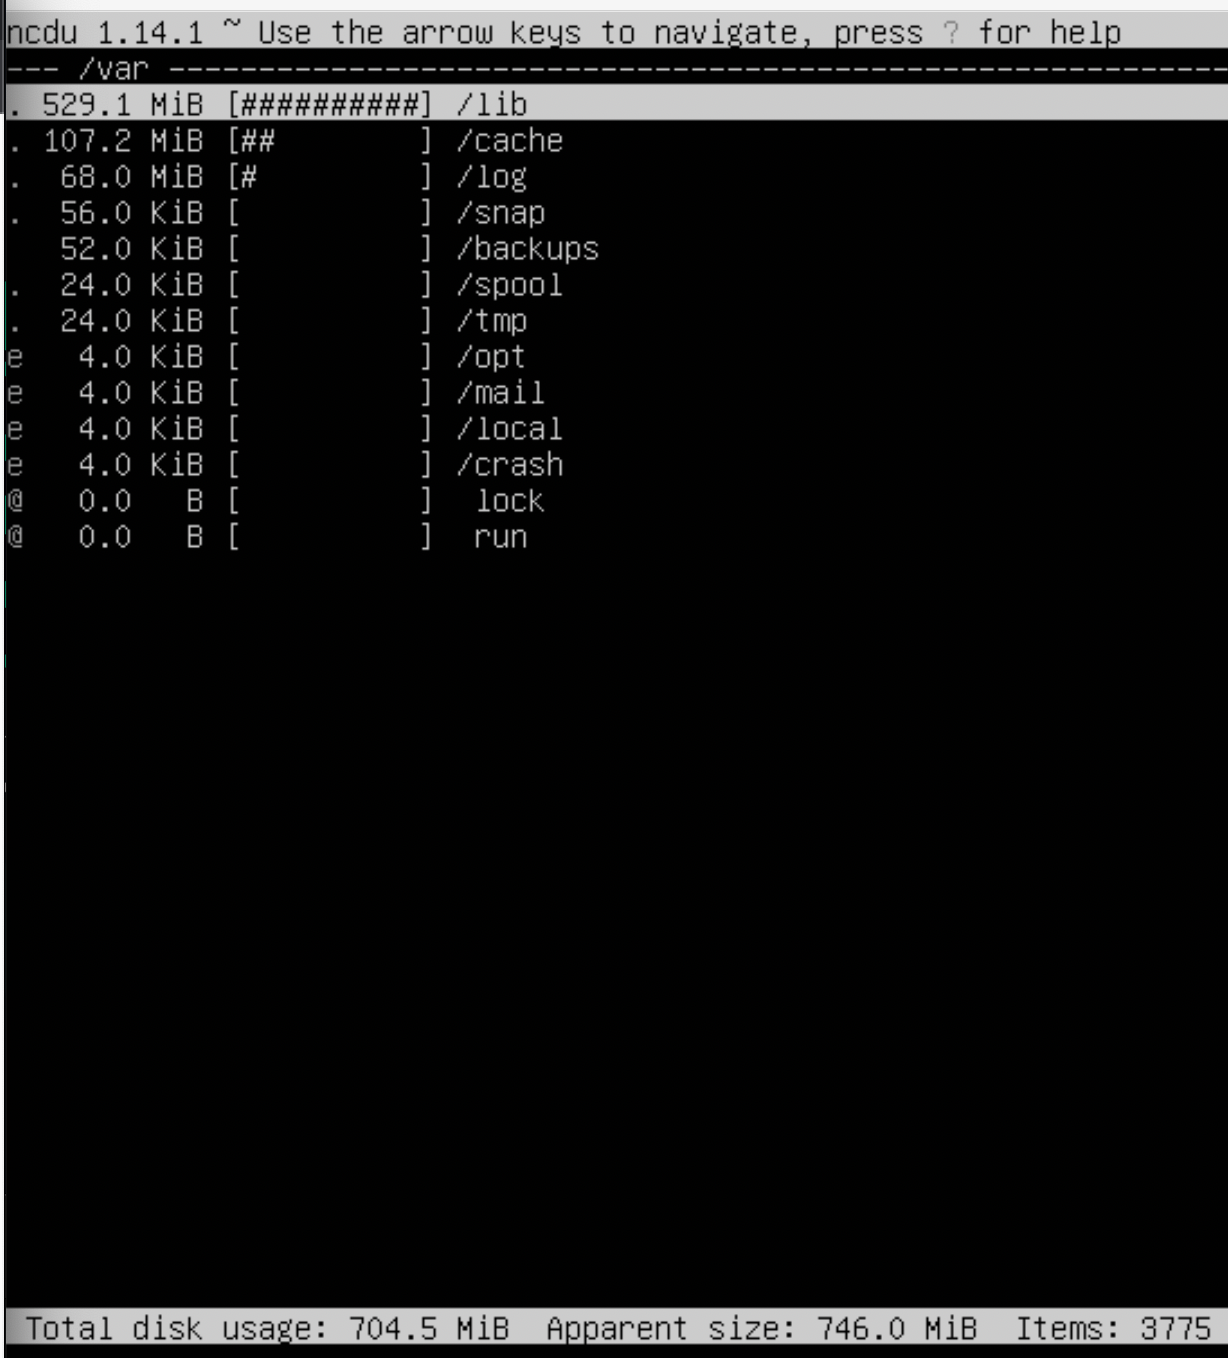 ncdu 1.14.1 ~ Use the arrow keys to navigate, press ? for help
--- /var -----------------------------------------------------------
. 529.1 MiB [##########] /lib
. 107.2 MiB [##        ] /cache
.  68.0 MiB [#         ] /log
.  56.0 KiB [          ] /snap
   52.0 KiB [          ] /backups
.  24.0 KiB [          ] /spool
.  24.0 KiB [          ] /tmp
e   4.0 KiB [          ] /opt
e   4.0 KiB [          ] /mail
e   4.0 KiB [          ] /local
e   4.0 KiB [          ] /crash
@   0.0   B [          ]  lock
@   0.0   B [          ]  run
Total disk usage: 704.5 MiB  Apparent size: 746.0 MiB  Items: 3775